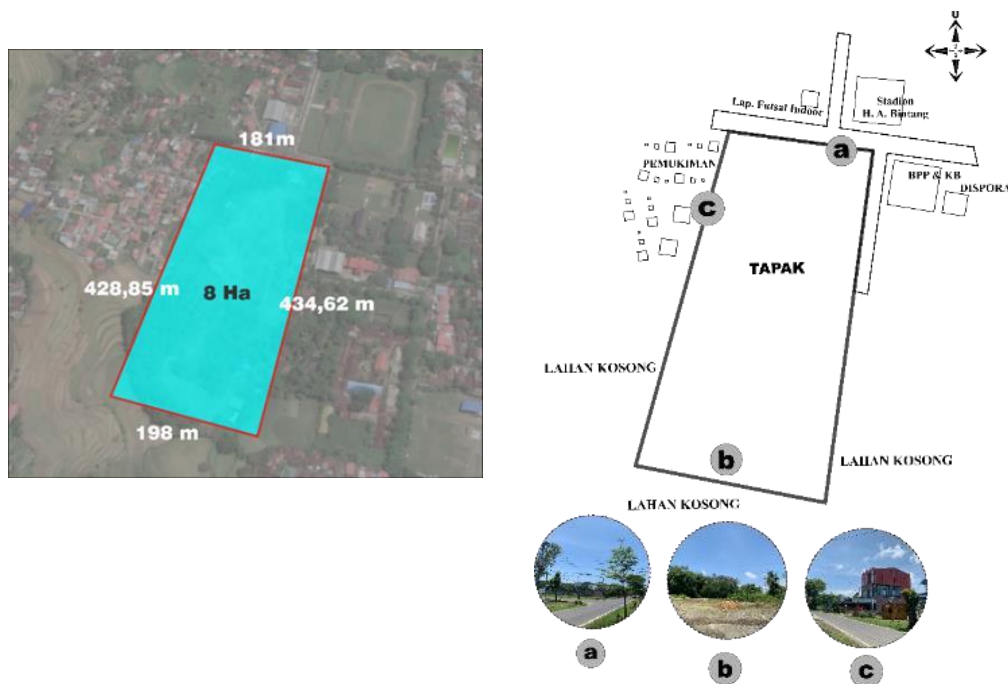 181m
428,85 m
8 Ha
434,62 m
198 m
U
Lap. Futsal Indoor
Stadion
H. A. Bintang
a
PEMUKIMAN
BPP & KB
DISPORA
c
TAPAK
LAHAN KOSONG
LAHAN KOSONG
b
LAHAN KOSONG
a
b
c